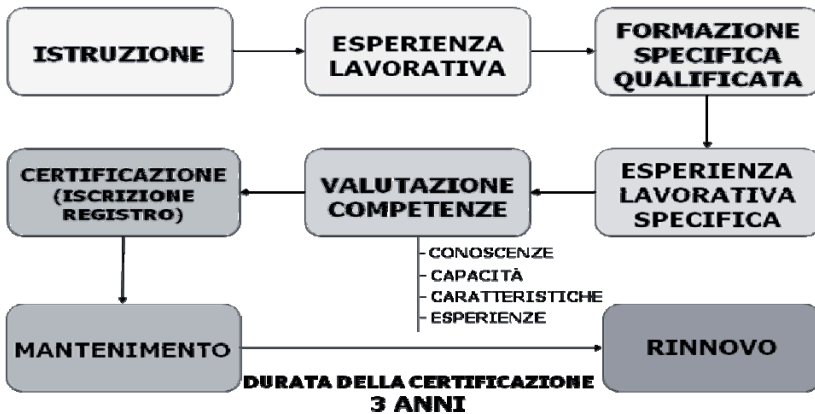 ISTRUZIONE
ESPERIENZA
LAVORATIVA
FORMAZIONE
SPECIFICA
QUALIFICATA
ESPERIENZA
LAVORATIVA
SPECIFICA
VALUTAZIONE
COMPETENZE
- CONOSCENZE
- CAPACITÀ
- CARATTERISTICHE
- ESPERIENZE
CERTIFICAZIONE
(ISCRIZIONE
REGISTRO)
MANTENIMENTO
DURATA DELLA CERTIFICAZIONE
3 ANNI
RINNOVO